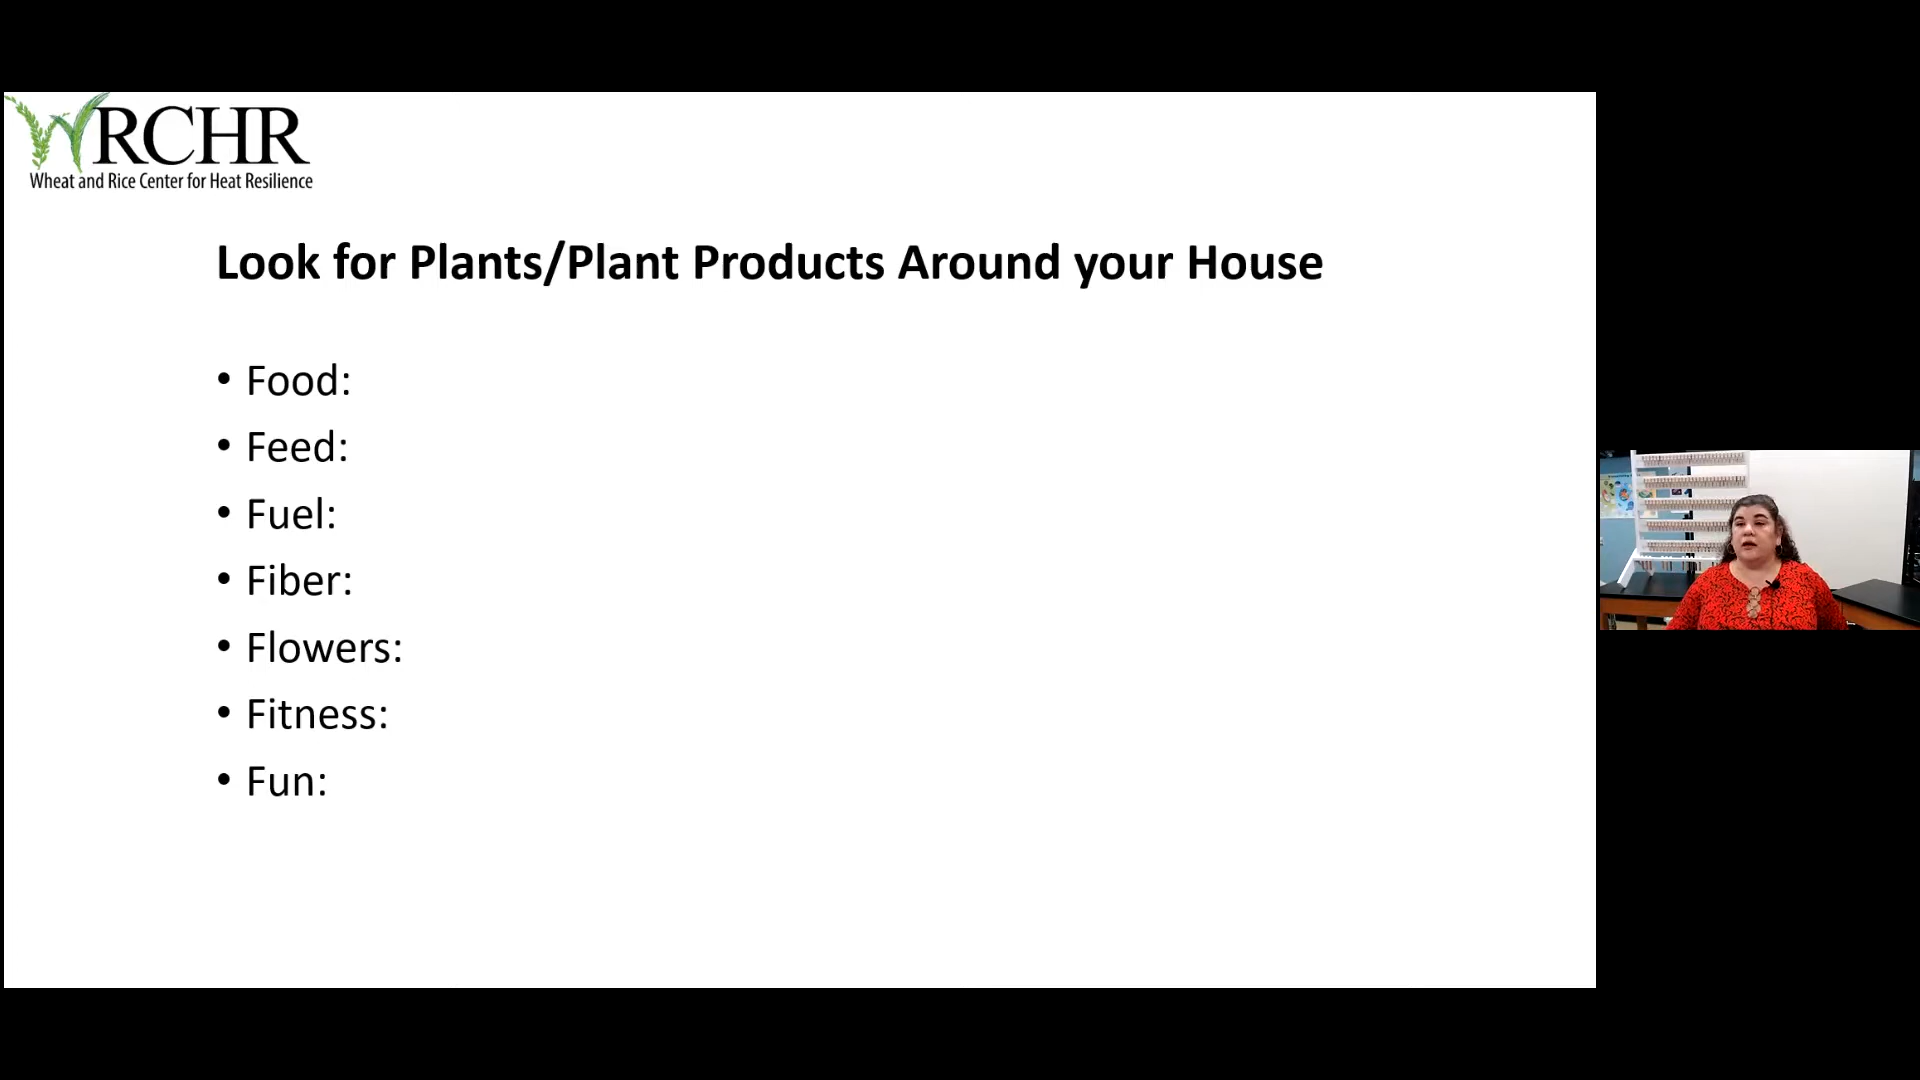 WRCHR
Wheat and Rice Center for Heat Resilience
Look for Plants/Plant Products Around your House
• Food:
• Feed:
• Fuel:
• Fiber:
• Flowers:
• Fitness:
• Fun: